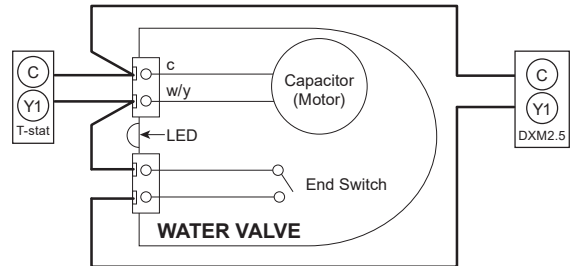 C
Y1
T-stat
c
w/y
LED
Capacitor
(Motor)
End Switch
WATER VALVE
C
Y1
DXM2.5